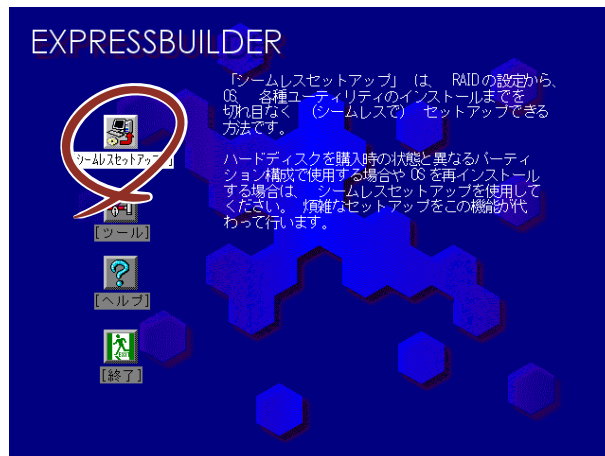 EXPRESSBUILDER
「シームレスセットアップ」 は、 RAIDの設定から、
OS、 各種ユーティリティのインストールまでを
切れ目なく （シームレスで） セットアップできる
方法です。
ハードディスクを購入時の状態と異なるパーティ
ション構成で使用する場合や OS を再インストール
する場合は、 シームレスセットアップを使用して
ください。 煩雑なセットアップをこの機能が代
わって行います。
シームレスセットアップ
[ツール]
[ヘルプ]
[終了]